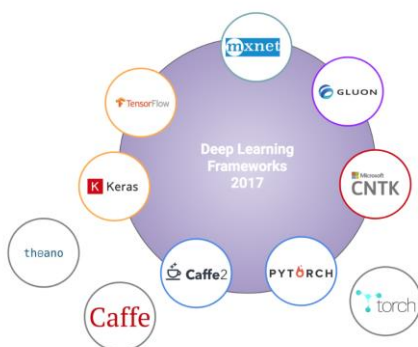 mxnet
GLUON
TensorFlow
Deep Learning
Frameworks
2017
Keras
Microsoft
CNTK
theano
Caffe2
PYTORCH
Caffe
torch